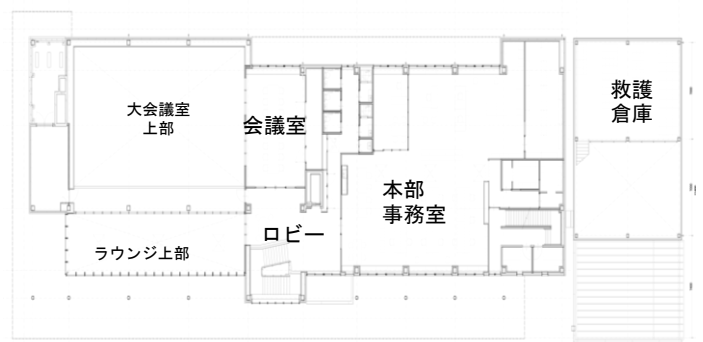 大会議室
上部
会議室
救護
倉庫
本部
事務室
ロビー
ラウンジ上部